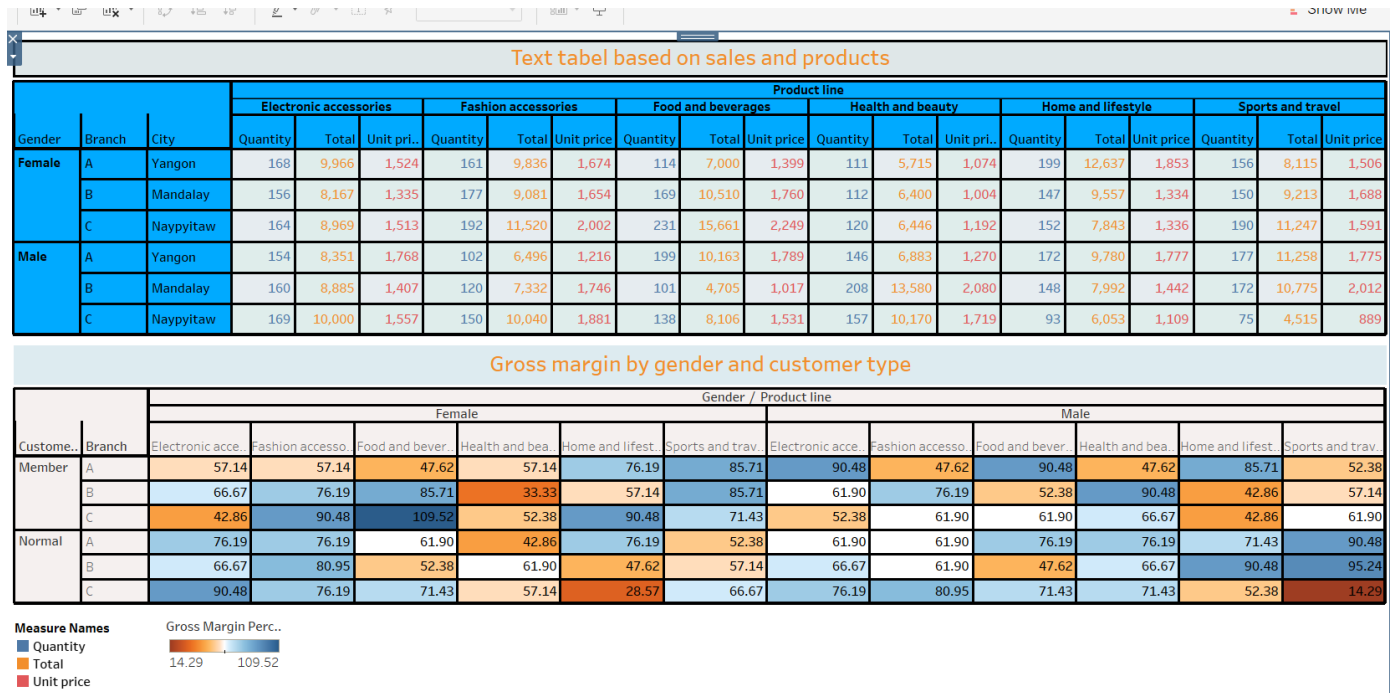 Show Me
Text tabel based on sales and products
Product line
Electronic accessories Fashion accessories Food and beverages Health and beauty Home and lifestyle Sports and travel
Gender Branch City Quantity Total Unit pri.. Quantity Total Unit price Quantity Total Unit price Quantity Total Unit pri.. Quantity Total Unit price Quantity Total Unit price
Female A Yangon 168 9,966 1,524 161 9,836 1,674 114 7,000 1,399 111 5,715 1,074 199 12,637 1,853 156 8,115 1,506
B Mandalay 156 8,167 1,335 177 9,081 1,654 169 10,510 1,760 112 6,400 1,004 147 9,557 1,334 150 9,213 1,688
C Naypyitaw 164 8,969 1,513 192 11,520 2,002 231 15,661 2,249 120 6,446 1,192 152 7,843 1,336 190 11,247 1,591
Male A Yangon 154 8,351 1,768 102 6,496 1,216 199 10,163 1,789 146 6,883 1,270 172 9,780 1,777 177 11,258 1,775
B Mandalay 160 8,885 1,407 120 7,332 1,746 101 4,705 1,017 208 13,580 2,080 148 7,992 1,442 172 10,775 2,012
C Naypyitaw 169 10,000 1,557 150 10,040 1,881 138 8,106 1,531 157 10,170 1,719 93 6,053 1,109 75 4,515 889
Gross margin by gender and customer type
Gender / Product line
Female Male
Custome.. Branch Electronic acce.. Fashion accesso.. Food and bever.. Health and bea.. Home and lifest.. Sports and trav.. Electronic acce.. Fashion accesso.. Food and bever.. Health and bea.. Home and lifest.. Sports and trav..
Member A 57.14 57.14 47.62 57.14 76.19 85.71 90.48 47.62 90.48 47.62 85.71 52.38
B 66.67 76.19 85.71 33.33 57.14 85.71 61.90 76.19 52.38 90.48 42.86 57.14
C 42.86 90.48 109.52 52.38 90.48 71.43 52.38 61.90 61.90 66.67 42.86 61.90
Normal A 76.19 76.19 61.90 42.86 76.19 52.38 61.90 61.90 76.19 76.19 71.43 90.48
B 66.67 80.95 52.38 61.90 47.62 57.14 66.67 61.90 47.62 66.67 90.48 95.24
C 90.48 76.19 71.43 57.14 28.57 66.67 76.19 80.95 71.43 71.43 52.38 14.29
Measure Names Gross Margin Perc..
Quantity
Total 14.29 109.52
Unit price